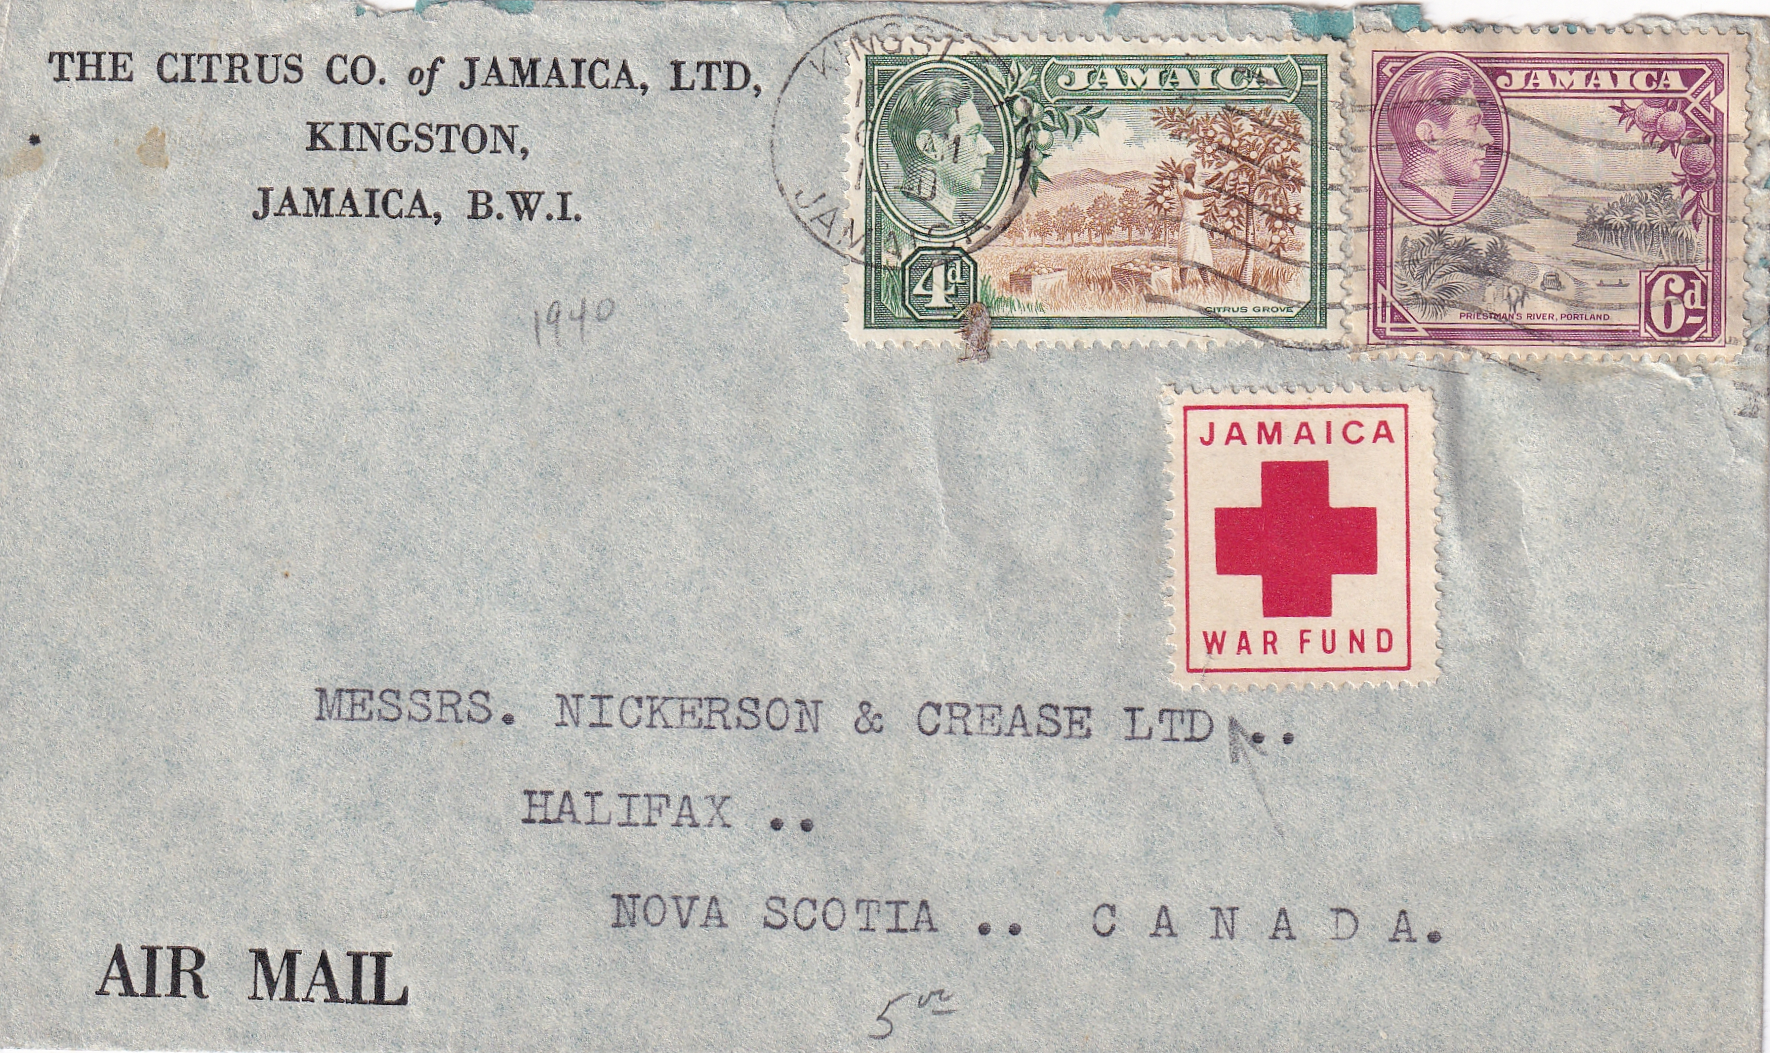 THE CITRUS CO. of JAMAICA, LTD,
KINGSTON,
JAMAICA, B.W.I.
JAMAICA
4d
CITRUS GROVE
JAMAICA
PRIESTMAN'S RIVER, PORTLAND
6d
JAMAICA
1940
JAMAICA
WAR FUND
MESSRS. NICKERSON & CREASE LTD ..
HALIFAX ..
NOVA SCOTIA .. C A N A D A.
AIR MAIL